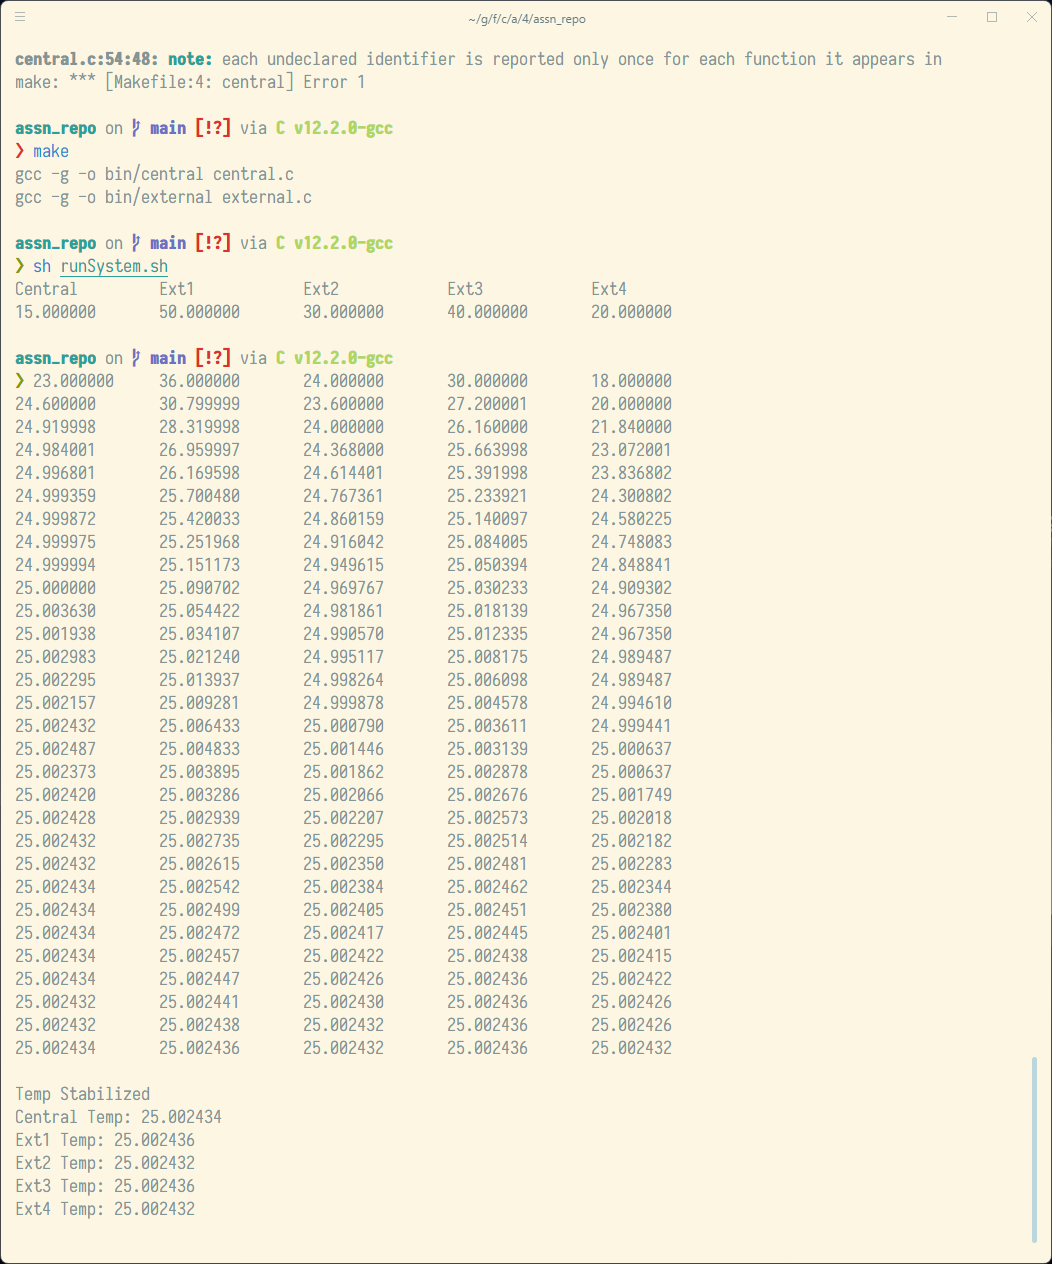 ~/g/f/c/a/4/assn_repo
central.c:54:48: note: each undeclared identifier is reported only once for each function it appears in
make: *** [Makefile:4: central] Error 1
assn_repo on main [!?] via C v12.2.0-gcc
❯ make
gcc -g -o bin/central central.c
gcc -g -o bin/external external.c
assn_repo on main [!?] via C v12.2.0-gcc
❯ sh runSystem.sh
Central Ext1 Ext2 Ext3 Ext4
15.000000 50.000000 30.000000 40.000000 20.000000
assn_repo on main [!?] via C v12.2.0-gcc
❯ 23.000000 36.000000 24.000000 30.000000 18.000000
24.600000 30.799999 23.600000 27.200001 20.000000
24.919998 28.319998 24.000000 26.160000 21.840000
24.984001 26.959997 24.368000 25.663998 23.072001
24.996801 26.169598 24.614401 25.391998 23.836802
24.999359 25.700480 24.767361 25.233921 24.300802
24.999872 25.420033 24.860159 25.140097 24.580225
24.999975 25.251968 24.916042 25.084005 24.748083
24.999994 25.151173 24.949615 25.050394 24.848841
25.000000 25.090702 24.969767 25.030233 24.909302
25.003630 25.054422 24.981861 25.018139 24.967350
25.001938 25.034107 24.990570 25.012335 24.967350
25.002983 25.021240 24.995117 25.008175 24.989487
25.002295 25.013937 24.998264 25.006098 24.989487
25.002157 25.009281 24.999878 25.004578 24.994610
25.002432 25.006433 25.000790 25.003611 24.999441
25.002487 25.004833 25.001446 25.003139 25.000637
25.002373 25.003895 25.001862 25.002878 25.000637
25.002420 25.003286 25.002066 25.002676 25.001749
25.002428 25.002939 25.002207 25.002573 25.002018
25.002432 25.002735 25.002295 25.002514 25.002182
25.002432 25.002615 25.002350 25.002481 25.002283
25.002434 25.002542 25.002384 25.002462 25.002344
25.002434 25.002499 25.002405 25.002451 25.002380
25.002434 25.002472 25.002417 25.002445 25.002401
25.002434 25.002457 25.002422 25.002438 25.002415
25.002434 25.002447 25.002426 25.002436 25.002422
25.002432 25.002441 25.002430 25.002436 25.002426
25.002432 25.002438 25.002432 25.002436 25.002426
25.002434 25.002436 25.002432 25.002436 25.002432
Temp Stabilized
Central Temp: 25.002434
Ext1 Temp: 25.002436
Ext2 Temp: 25.002432
Ext3 Temp: 25.002436
Ext4 Temp: 25.002432